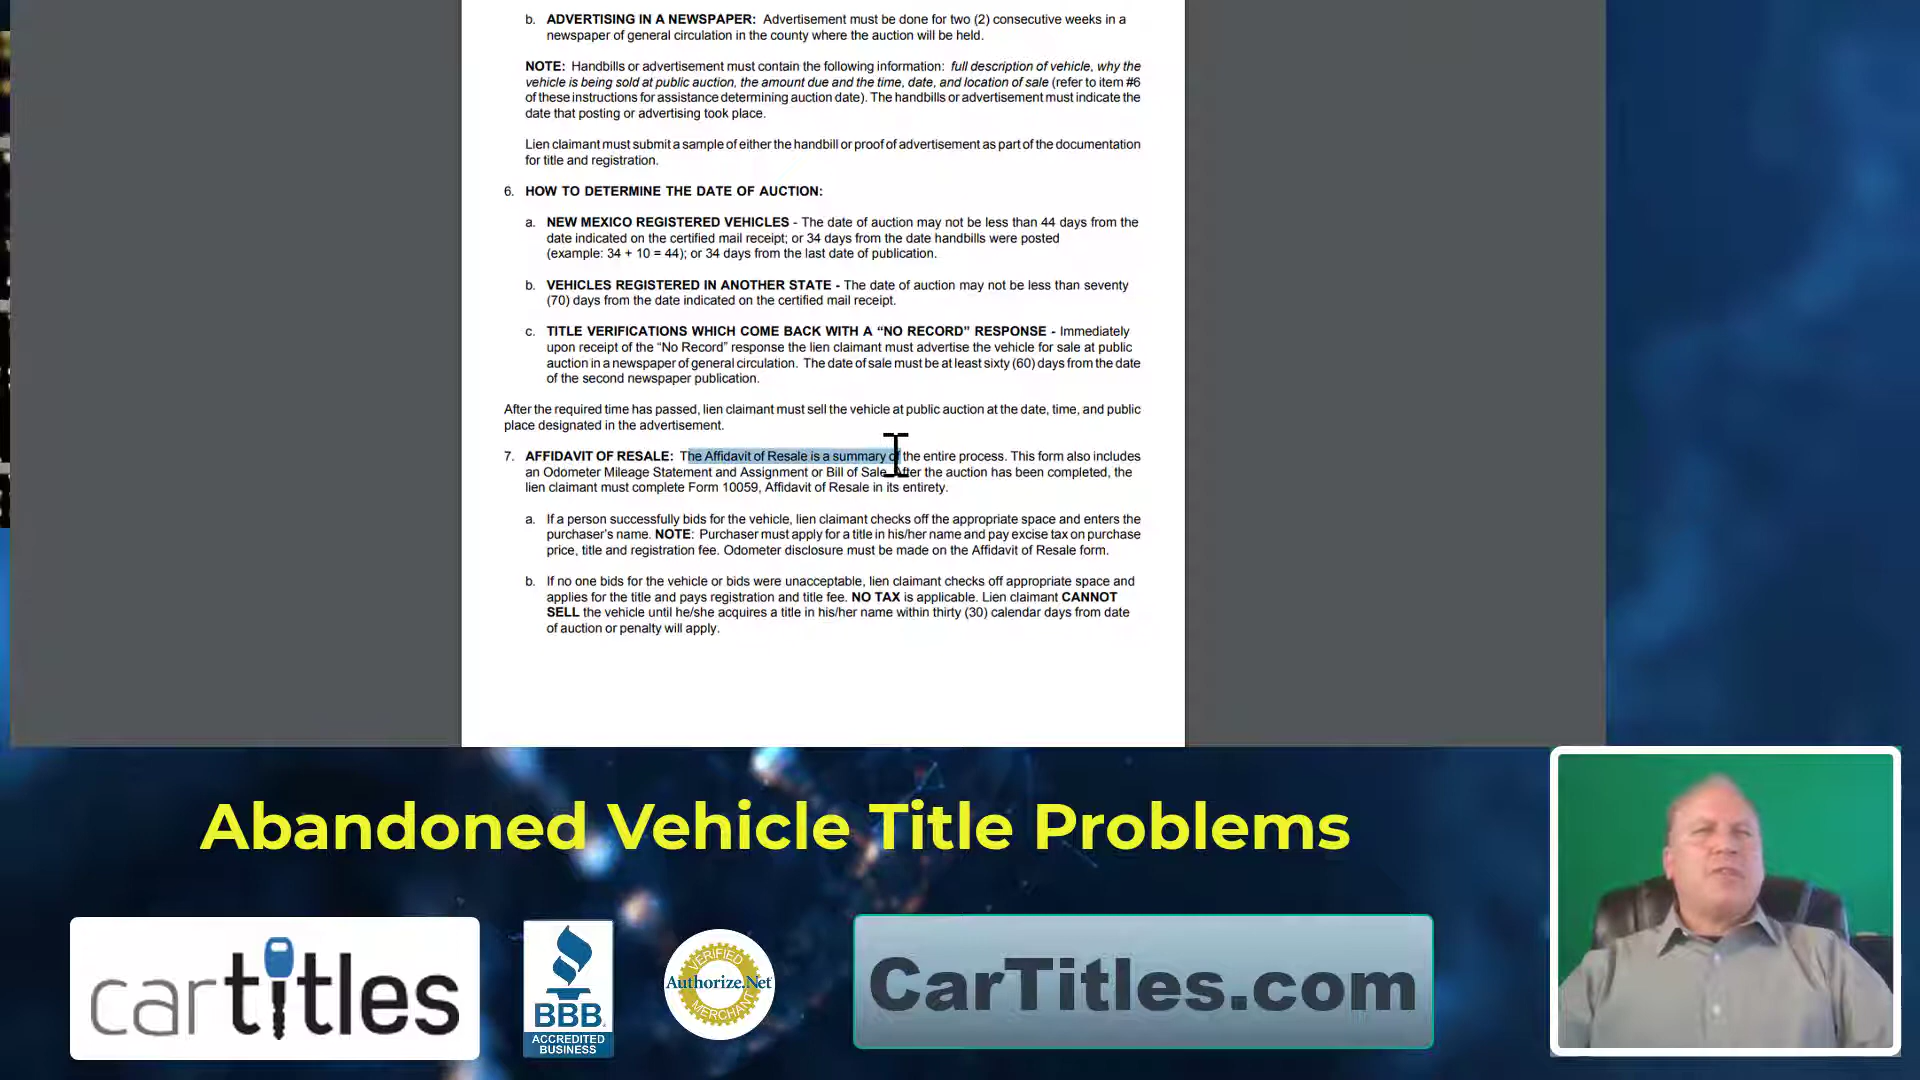 b. ADVERTISING IN A NEWSPAPER: Advertisement must be done for two (2) consecutive weeks in a
newspaper of general circulation in the county where the auction will be held.
NOTE: Handbills or advertisement must contain the following information: full description of vehicle, why the
vehicle is being sold at public auction, the amount due and the time, date, and location of sale (refer to item #6
of these instructions for assistance determining auction date). The handbills or advertisement must indicate the
date that posting or advertising took place.
Lien claimant must submit a sample of either the handbill or proof of advertisement as part of the documentation
for title and registration.
6. HOW TO DETERMINE THE DATE OF AUCTION:
a. NEW MEXICO REGISTERED VEHICLES - The date of auction may not be less than 44 days from the
date indicated on the certified mail receipt; or 34 days from the date handbills were posted
(example: 34 + 10 = 44); or 34 days from the last date of publication.
b. VEHICLES REGISTERED IN ANOTHER STATE - The date of auction may not be less than seventy
(70) days from the date indicated on the certified mail receipt.
c. TITLE VERIFICATIONS WHICH COME BACK WITH A “NO RECORD” RESPONSE - Immediately
upon receipt of the “No Record” response the lien claimant must advertise the vehicle for sale at public
auction in a newspaper of general circulation. The date of sale must be at least sixty (60) days from the date
of the second newspaper publication.
After the required time has passed, lien claimant must sell the vehicle at public auction at the date, time, and public
place designated in the advertisement.
7. AFFIDAVIT OF RESALE: The Affidavit of Resale is a summary of the entire process. This form also includes
an Odometer Mileage Statement and Assignment or Bill of Sale. After the auction has been completed, the
lien claimant must complete Form 10059, Affidavit of Resale in its entirety.
a. If a person successfully bids for the vehicle, lien claimant checks off the appropriate space and enters the
purchaser's name. NOTE: Purchaser must apply for a title in his/her name and pay excise tax on purchase
price, title and registration fee. Odometer disclosure must be made on the Affidavit of Resale form.
b. If no one bids for the vehicle or bids were unacceptable, lien claimant checks off appropriate space and
applies for the title and pays registration and title fee. NO TAX is applicable. Lien claimant CANNOT
SELL the vehicle until he/she acquires a title in his/her name within thirty (30) calendar days from date
of auction or penalty will apply.
Abandoned Vehicle Title Problems
cartitles
BBB
ACCREDITED
BUSINESS
VERIFIED
Authorize.Net
MERCHANT
CarTitles.com